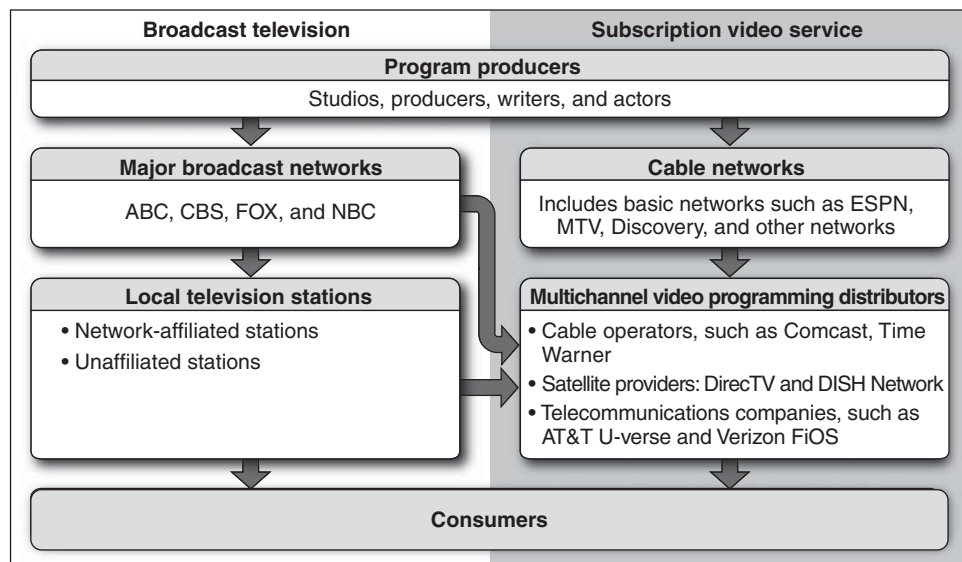 Broadcast television
Subscription video service
Program producers
Studios, producers, writers, and actors
Major broadcast networks
ABC, CBS, FOX, and NBC
Cable networks
Includes basic networks such as ESPN,
MTV, Discovery, and other networks
Local television stations
• Network-affiliated stations
• Unaffiliated stations
Multichannel video programming distributors
• Cable operators, such as Comcast, Time
Warner
• Satellite providers: DirecTV and DISH Network
• Telecommunications companies, such as
AT&T U-verse and Verizon FiOS
Consumers